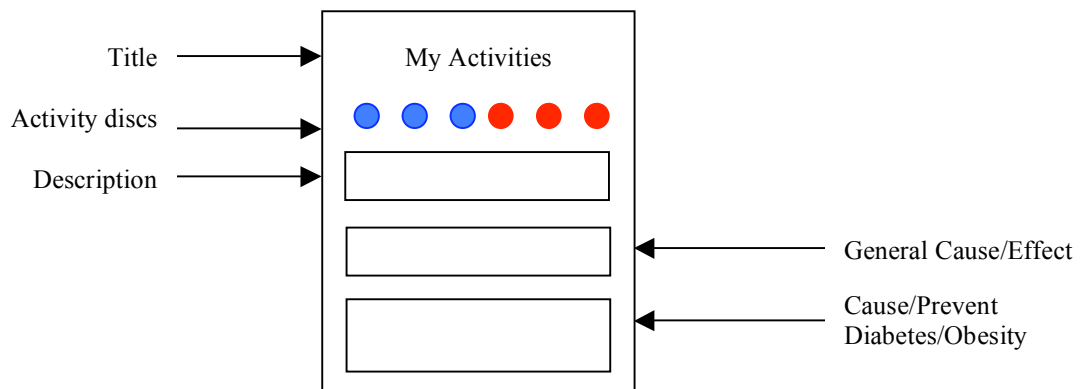 Title
My Activities
Activity discs
Description
General Cause/Effect
Cause/Prevent
Diabetes/Obesity